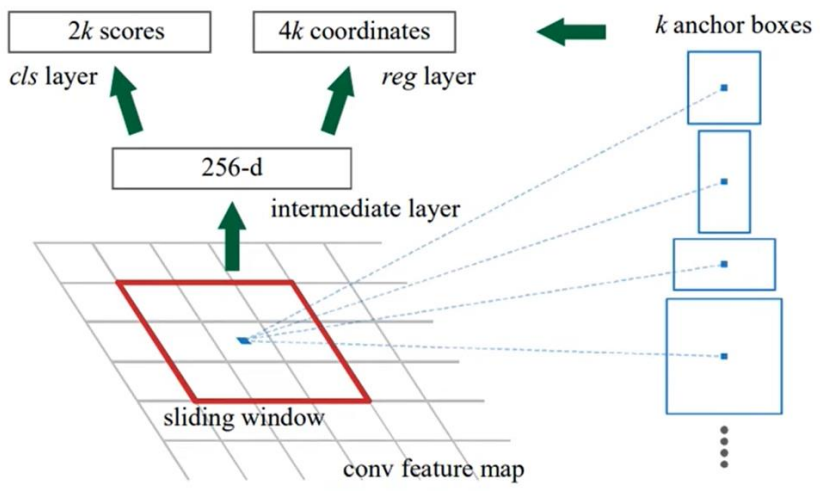 2k scores
4k coordinates
k anchor boxes
cls layer
reg layer
256-d
intermediate layer
sliding window
conv feature map